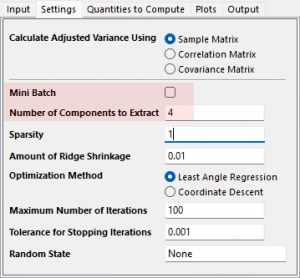 Input Settings Quantities to Compute Plots Output
Calculate Adjusted Variance Using Sample Matrix
Correlation Matrix
Covariance Matrix
Mini Batch
Number of Components to Extract 4
Sparsity 1
Amount of Ridge Shrinkage 0.01
Optimization Method Least Angle Regression
Coordinate Descent
Maximum Number of Iterations 100
Tolerance for Stopping Iterations 0.001
Random State None